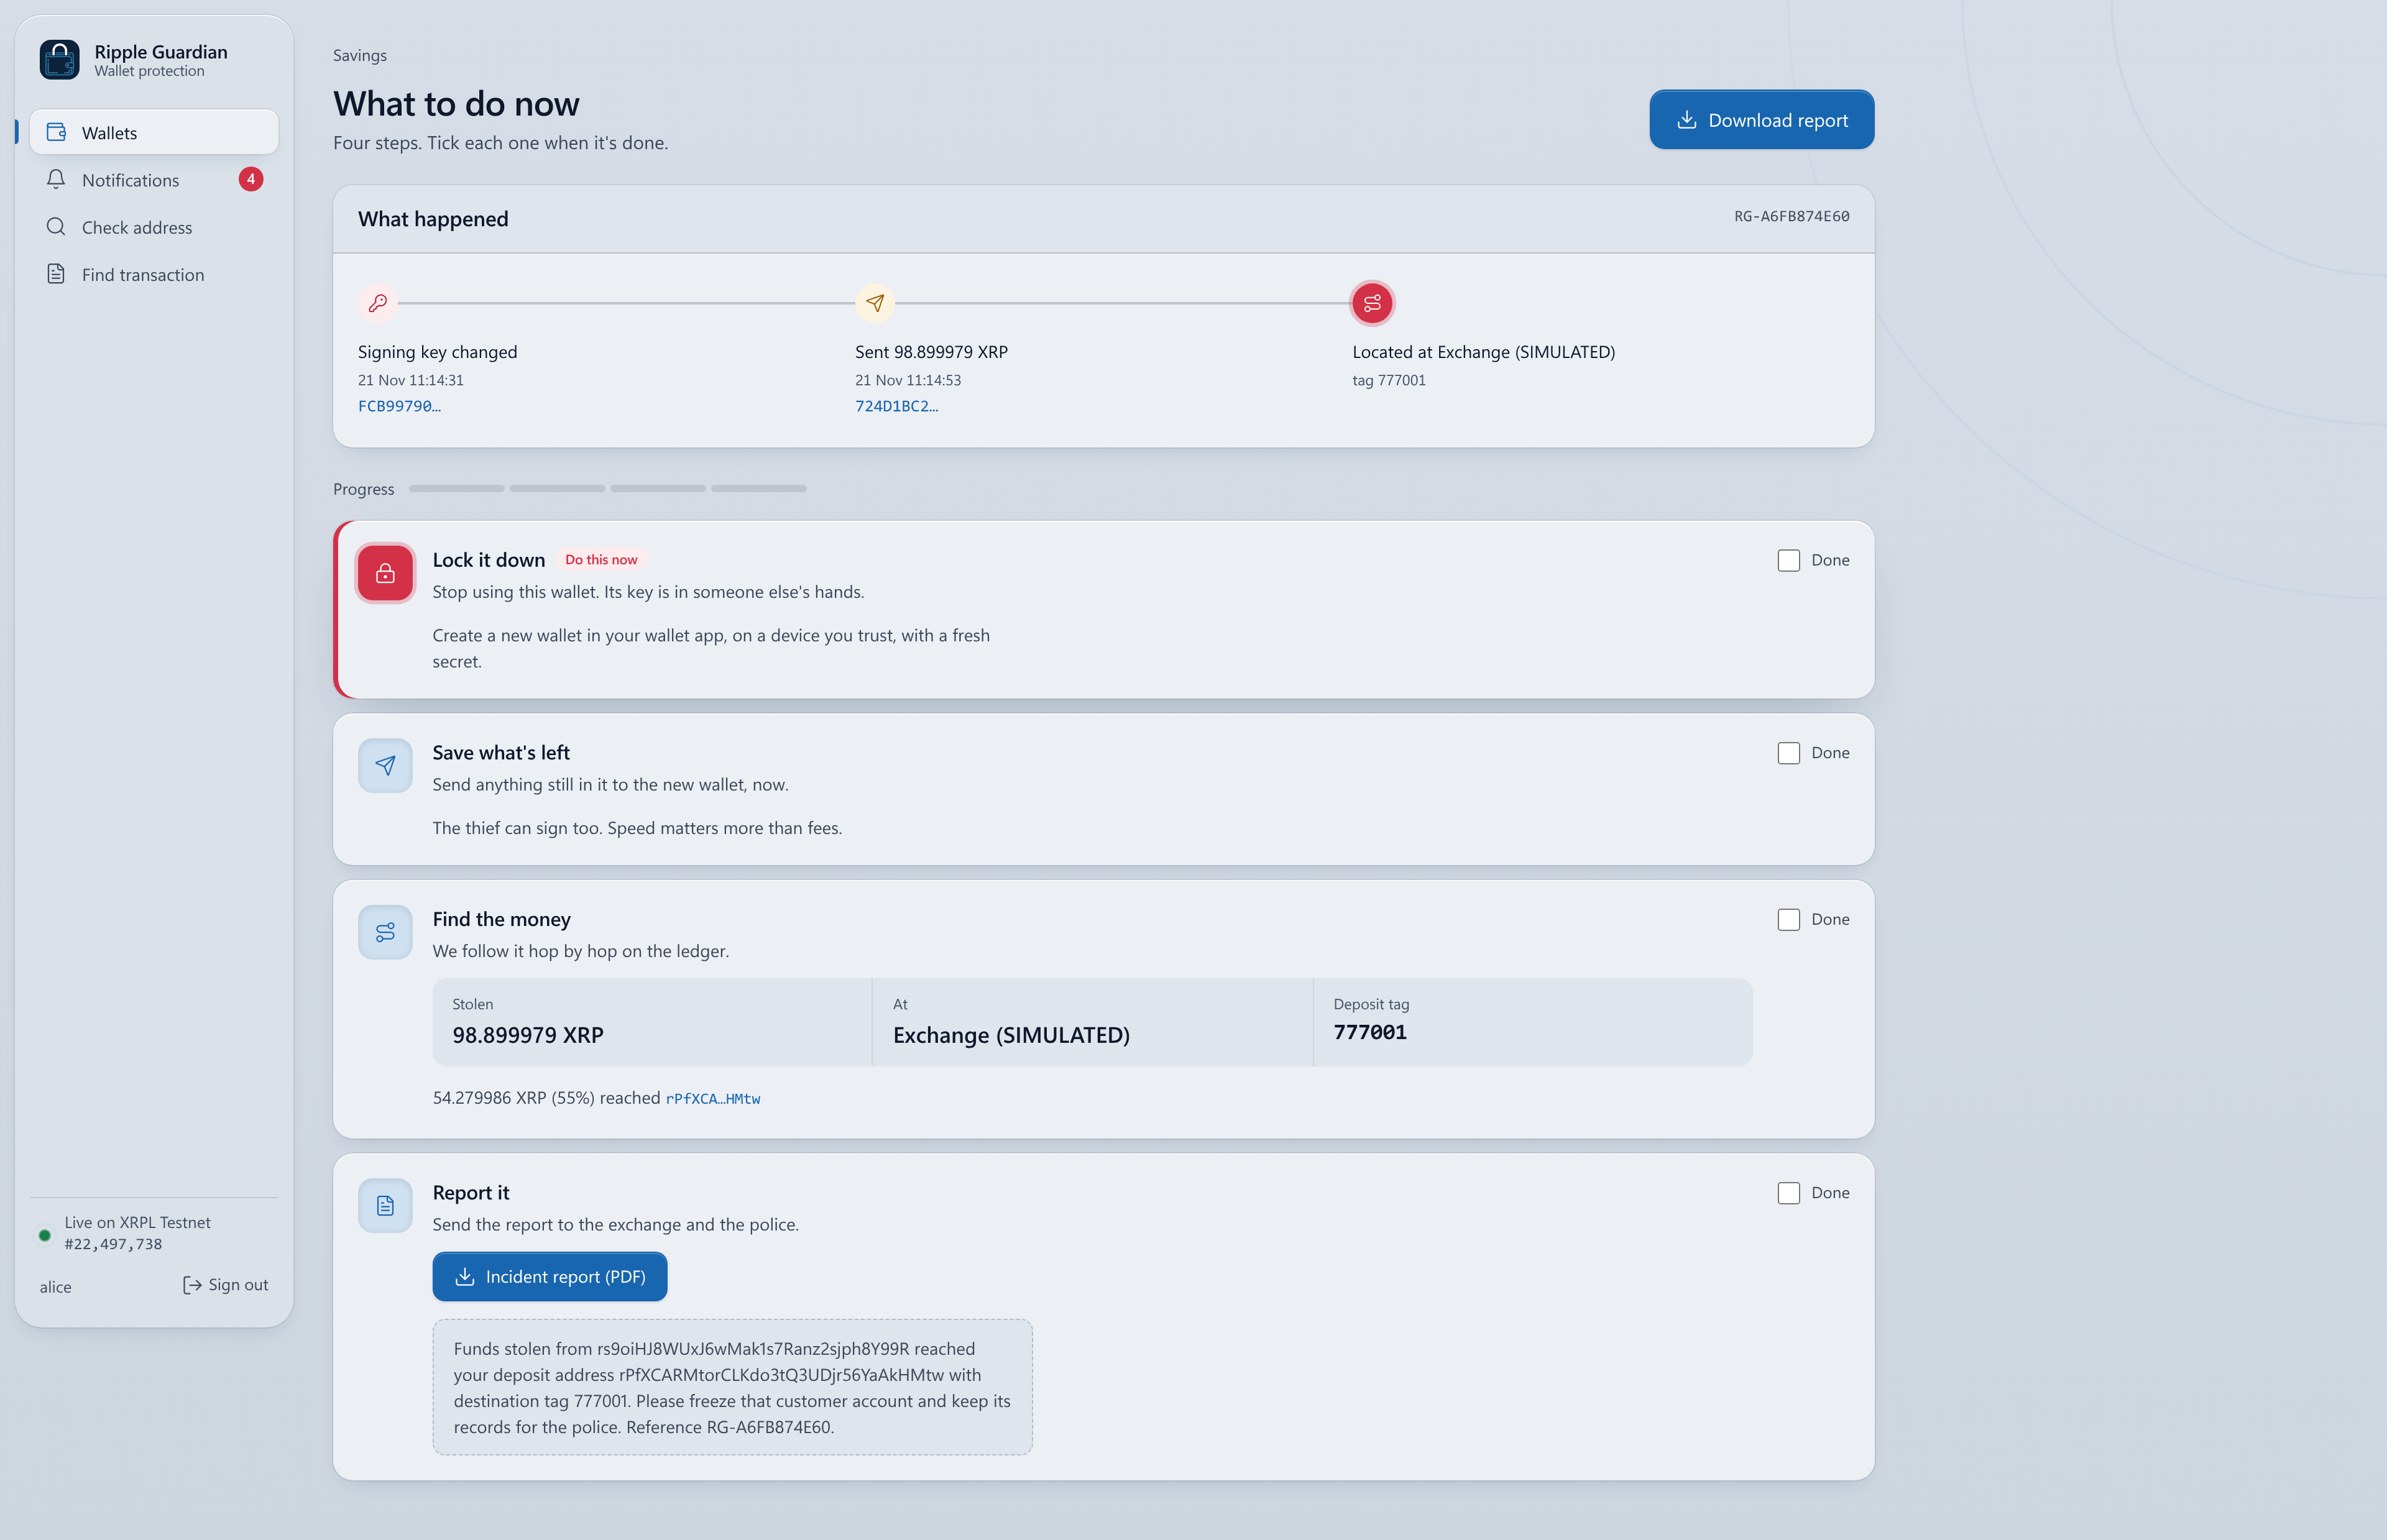 Ripple Guardian
Wallet protection
Wallets
Notifications
4
Check address
Find transaction
Live on XRPL Testnet
#22,497,738
alice
Sign out
Savings
What to do now
Four steps. Tick each one when it's done.
Download report
What happened
RG-A6FB874E60
Signing key changed
21 Nov 11:14:31
FCB99790…
Sent 98.899979 XRP
21 Nov 11:14:53
724D1BC2…
Located at Exchange (SIMULATED)
tag 777001
Progress
Lock it down
Do this now
Done
Stop using this wallet. Its key is in someone else's hands.
Create a new wallet in your wallet app, on a device you trust, with a fresh
secret.
Save what's left
Done
Send anything still in it to the new wallet, now.
The thief can sign too. Speed matters more than fees.
Find the money
Done
We follow it hop by hop on the ledger.
Stolen
98.899979 XRP
At
Exchange (SIMULATED)
Deposit tag
777001
54.279986 XRP (55%) reached rPfXCA…HMtw
Report it
Done
Send the report to the exchange and the police.
Incident report (PDF)
Funds stolen from rs9oiHJ8WUxJ6wMak1s7Ranz2sjph8Y99R reached
your deposit address rPfXCARMtorCLKdo3tQ3UDjr56YaAkHMtw with
destination tag 777001. Please freeze that customer account and keep its
records for the police. Reference RG-A6FB874E60.